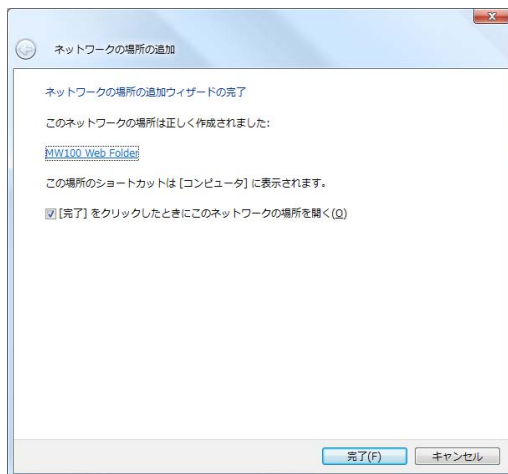 ネットワークの場所の追加
ネットワークの場所の追加ウィザードの完了
このネットワークの場所は正しく作成されました:
MW100 Web Folder
この場所のショートカットは [コンピュータ] に表示されます。
[完了] をクリックしたときにこのネットワークの場所を開く(O)
完了(F)
キャンセル